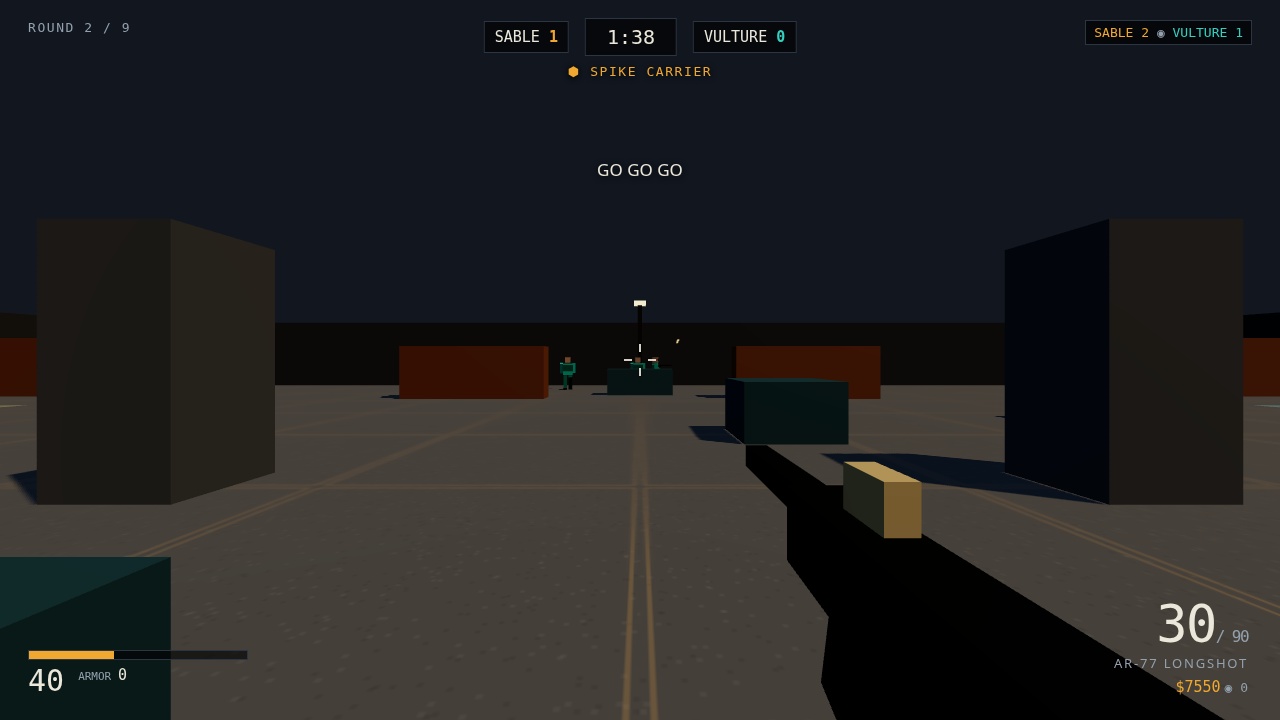 ROUND 2 / 9
SABLE 1
1:38
VULTURE 0
SABLE 2 ◉ VULTURE 1
⬢ SPIKE CARRIER
GO GO GO
40
ARMOR 0
30 / 90
AR-77 LONGSHOT
$7550 ◉ 0